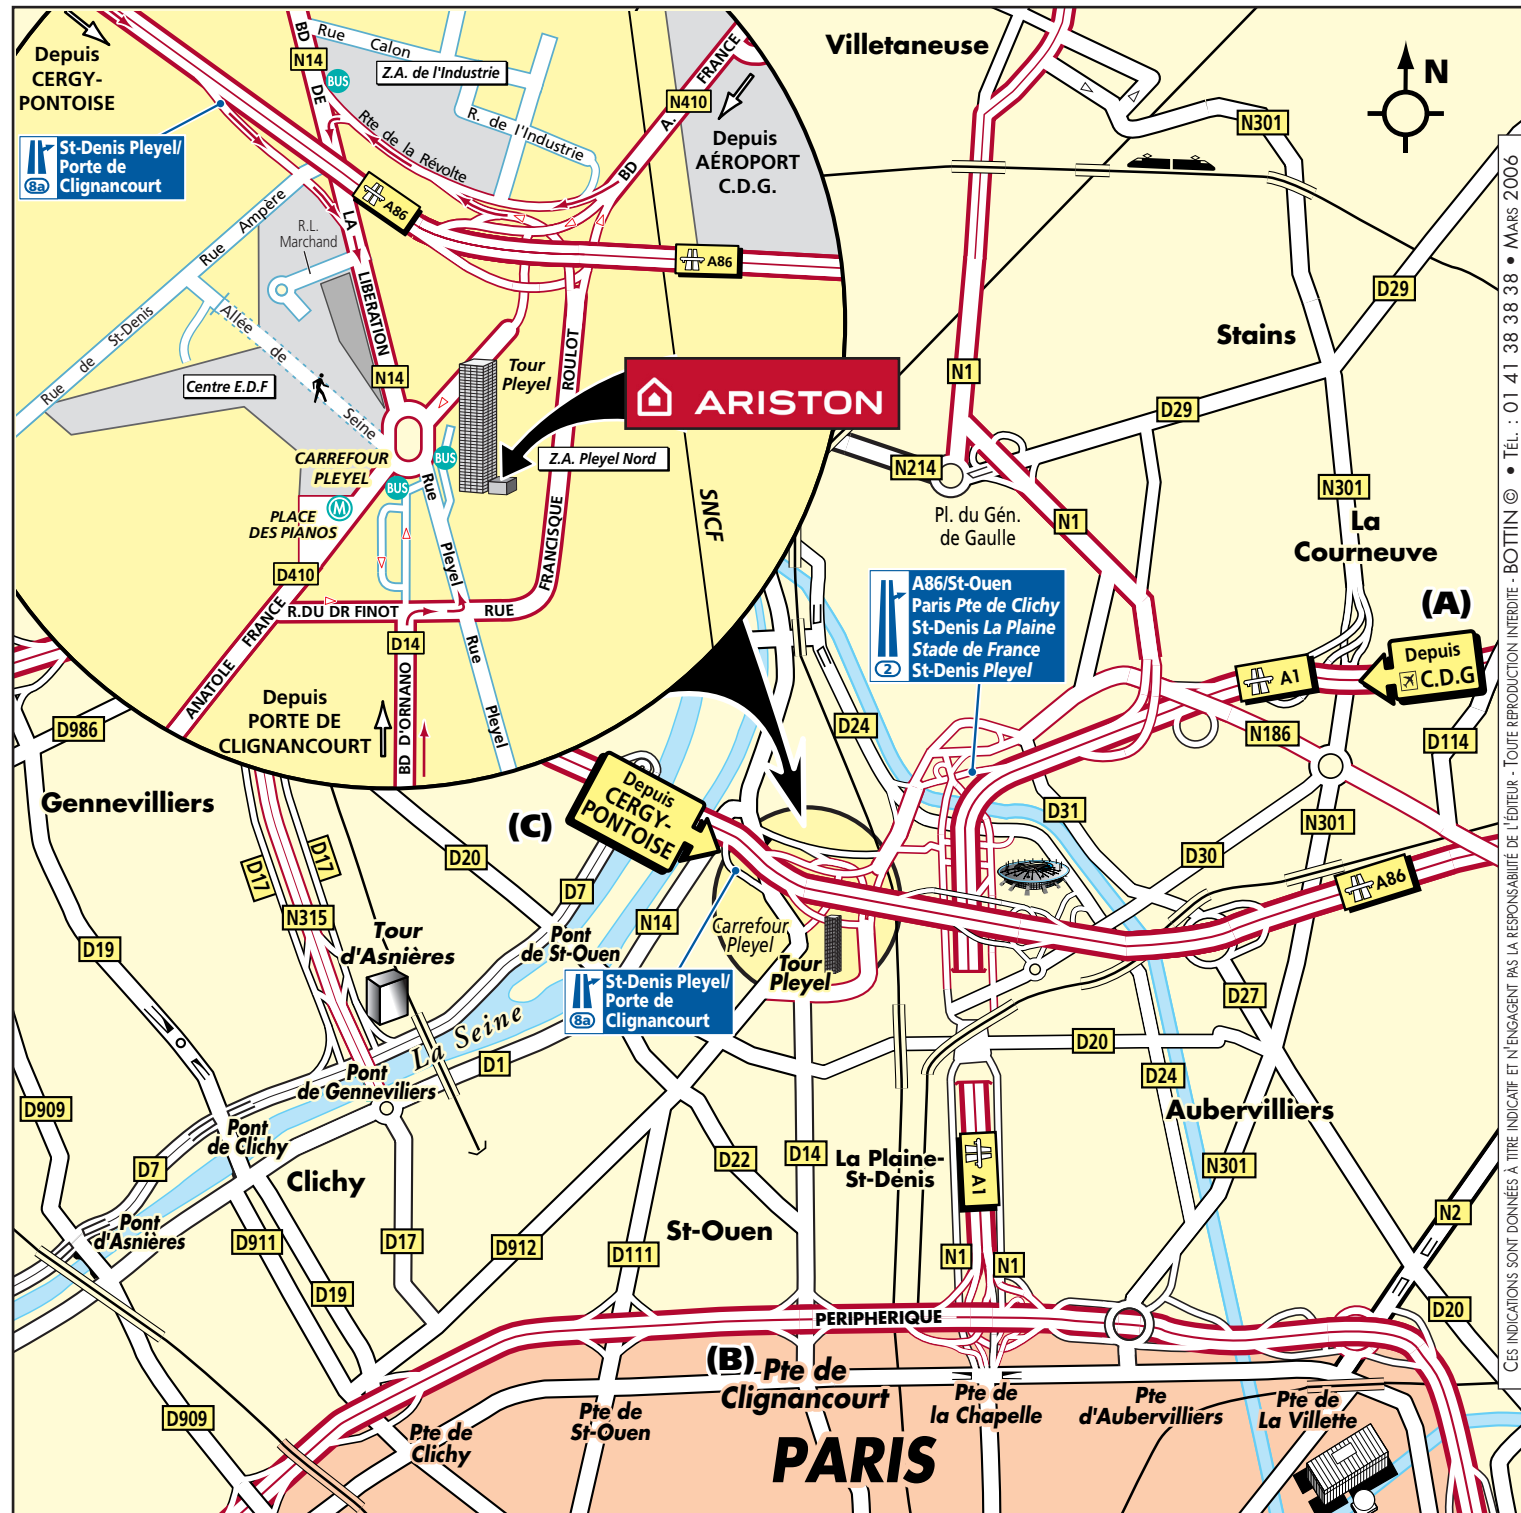 Depuis
CERGY-
PONTOISE
St-Denis Pleyel/
Porte de
Clignancourt
8a
BD
DE
LA
LIBERATION
N14
BUS
Rue Calon
Z.A. de l'Industrie
R. de l'Industrie
Rte de la Révolte
N410
BD A. FRANCE
Depuis
AÉROPORT
C.D.G.
A86
A86
Rue Ampère
R.L.
Marchand
Rue de St-Denis
Allée de Seine
Centre E.D.F
N14
Tour
Pleyel
ROULOT
FRANCISQUE
RUE
ARISTON
Z.A. Pleyel Nord
CARREFOUR
PLEYEL
BUS
BUS
M
PLACE
DES PIANOS
Rue Pleyel
Rue Pleyel
SNCF
D410
R.DU DR FINOT
D14
ANATOLE FRANCE
BD D'ORNANO
Depuis
PORTE DE
CLIGNANCOURT
Villetaneuse
N
N301
D29
Stains
N1
D29
N214
N301
Pl. du Gén.
de Gaulle
N1
La
Courneuve
A86/St-Ouen
Paris Pte de Clichy
St-Denis La Plaine
Stade de France
St-Denis Pleyel
2
(A)
Depuis
C.D.G
A1
N186
D114
D24
D31
N301
D30
A86
D986
Gennevilliers
(C)
Depuis
CERGY-
PONTOISE
D17
D17
D20
D7
N315
N14
Tour
d'Asnières
Pont
de St-Ouen
Carrefour
Pleyel
Tour
Pleyel
St-Denis Pleyel/
Porte de
Clignancourt
8a
D19
La Seine
D1
D27
D20
D24
Pont
de Genneviliers
D909
Pont
de Clichy
Aubervilliers
D7
Clichy
D22
D14
La Plaine-
St-Denis
A1
N301
N2
Pont
d'Asnières
D911
D17
D912
D111
St-Ouen
N1
N1
D19
D20
PERIPHERIQUE
(B)
Pte de
Clignancourt
D909
Pte de
Clichy
Pte de
St-Ouen
Pte de
la Chapelle
Pte
d'Aubervilliers
Pte de
La Villette
PARIS
CES INDICATIONS SONT DONNÉES À TITRE INDICATIF ET N'ENGAGENT PAS LA RESPONSABILITÉ DE L'ÉDITEUR - TOUTE REPRODUCTION INTERDITE - BOTTIN © • TÉL. : 01 41 38 38 38 • MARS 2006